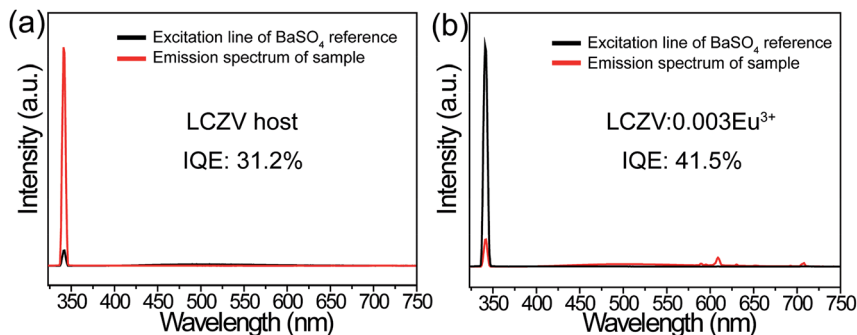 (a)
Excitation line of BaSO₄ reference
Emission spectrum of sample
LCZV host
IQE: 31.2%
Intensity (a.u.)
350 400 450 500 550 600 650 700 750
Wavelength (nm)
(b)
Excitation line of BaSO₄ reference
Emission spectrum of sample
LCZV:0.003Eu³⁺
IQE: 41.5%
Intensity (a.u.)
350 400 450 500 550 600 650 700 750
Wavelength (nm)